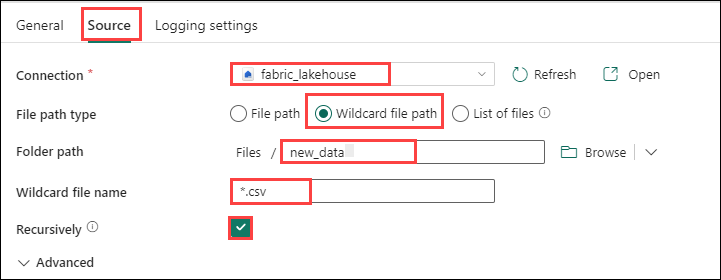 General Source Logging settings
Connection * fabric_lakehouse Refresh Open
File path type File path Wildcard file path List of files
Folder path Files / new_data Browse
Wildcard file name *.csv
Recursively
Advanced